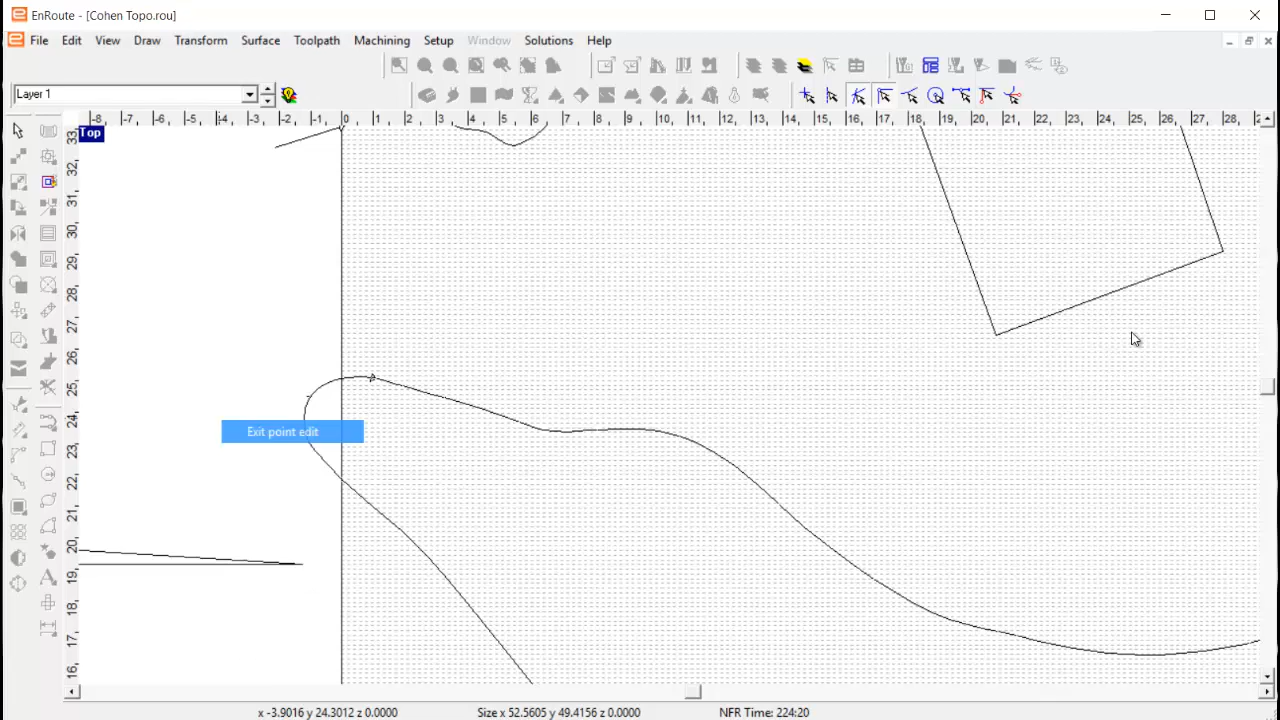 EnRoute - [Cohen Topo.rou]
File Edit View Draw Transform Surface Toolpath Machining Setup Window Solutions Help
Layer 1
-8, -7, -6, -5, -4, -3, -2, -1, 0 1, 2, 3, 4, 5, 6, 7, 8, 9, 10, 11, 12, 13, 14, 15, 16, 17, 18, 19, 20, 21, 22, 23, 24, 25, 26, 27, 28,
Top
33,
32,
31,
30,
29,
28,
27,
26,
25,
24,
Exit point edit
23,
22,
21,
20,
19,
18,
17,
16,
x -3.9016 y 24.3012 z 0.0000 Size x 52.5605 y 49.4156 z 0.0000 NFR Time: 224:20